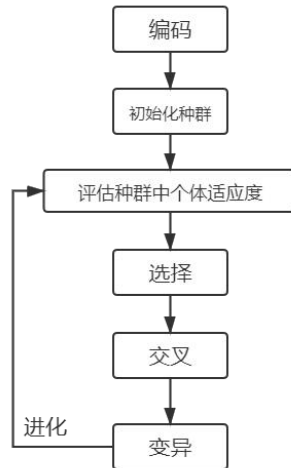 编码
初始化种群
评估种群中个体适应度
选择
交叉
进化
变异